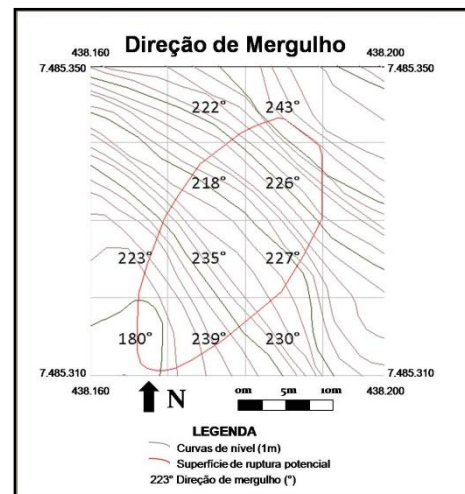 Direção de Mergulho
438.160 438.200
7.485.350 7.485.350
222° 243°
218° 226°
223° 235° 227°
180° 239° 230°
7.485.310 7.485.310
438.160 438.200
N 0m 5m 10m
LEGENDA
Curvas de nível (1m)
Superfície de ruptura potencial
223° Direção de mergulho (°)